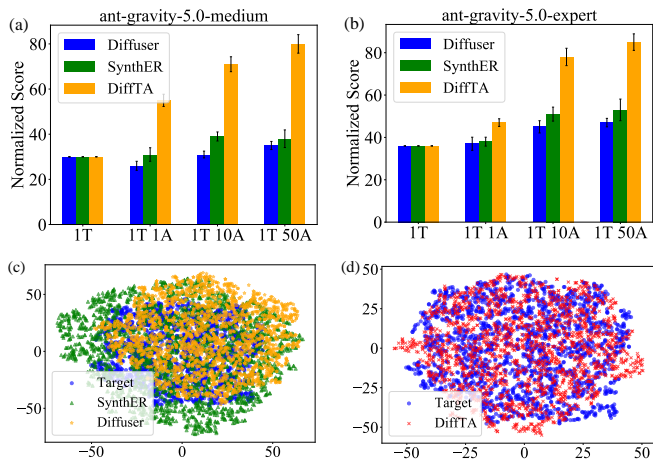 (a)
ant-gravity-5.0-medium
Normalized Score
80
60
40
20
0
Diffuser
SynthER
DiffTA
1T
1T 1A
1T 10A
1T 50A
(b)
ant-gravity-5.0-expert
Normalized Score
80
60
40
20
0
Diffuser
SynthER
DiffTA
1T
1T 1A
1T 10A
1T 50A
(c)
50
0
−50
Target
SynthER
Diffuser
−50
0
50
(d)
50
25
0
−25
−50
Target
DiffTA
−50
−25
0
25
50